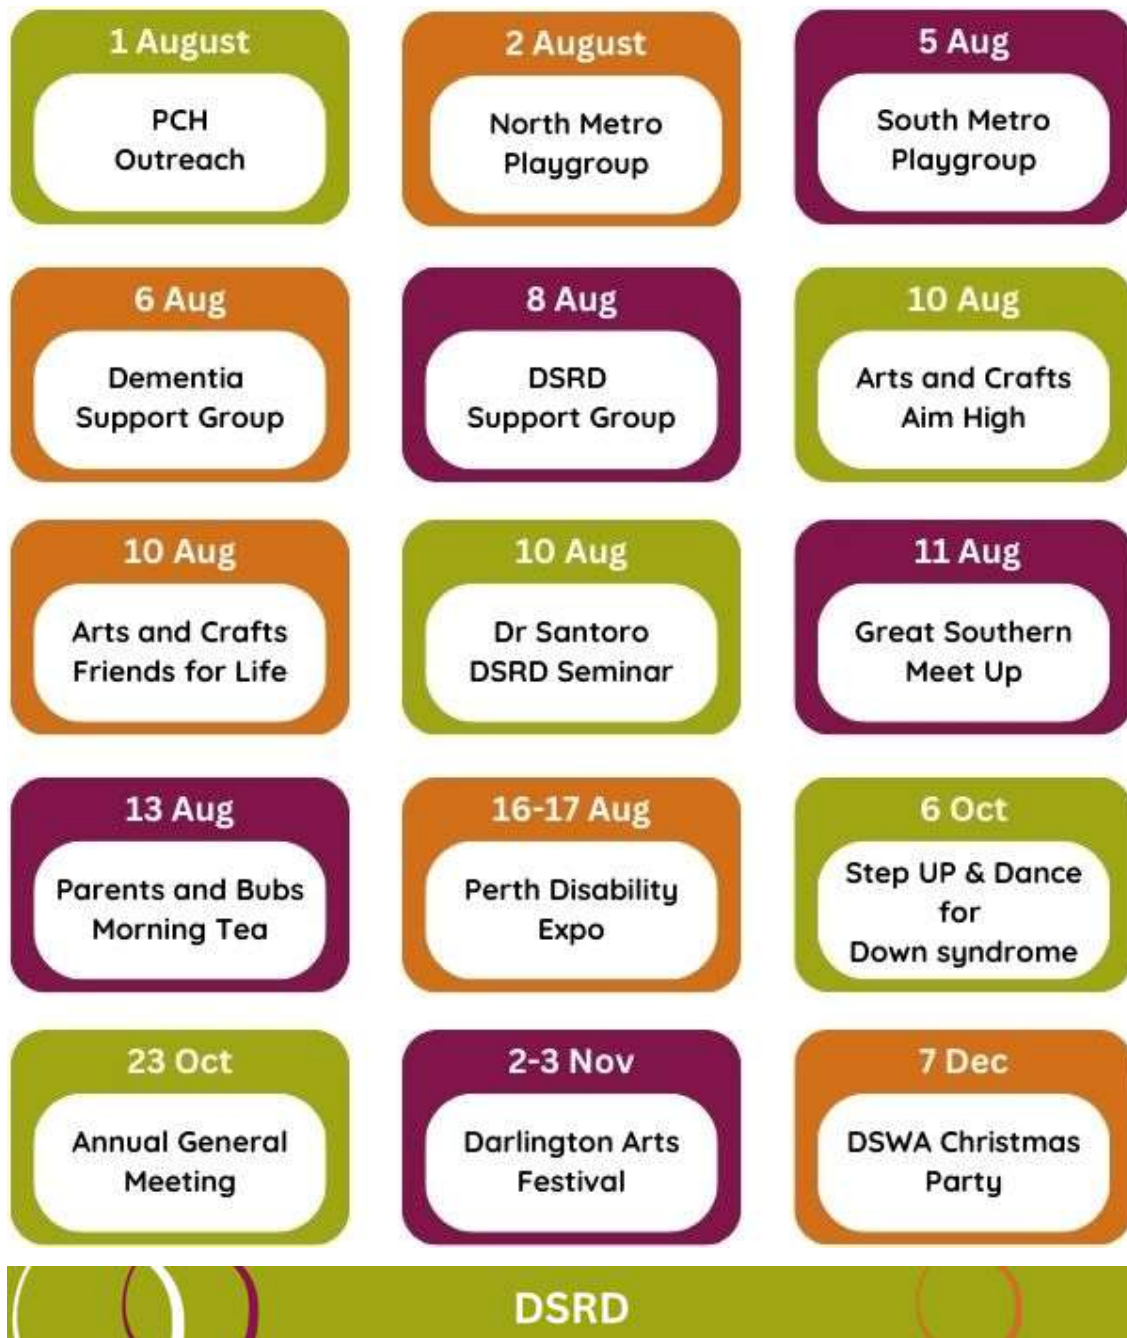 1 August
PCH
Outreach
2 August
North Metro
Playgroup
5 Aug
South Metro
Playgroup
6 Aug
Dementia
Support Group
8 Aug
DSRD
Support Group
10 Aug
Arts and Crafts
Aim High
10 Aug
Arts and Crafts
Friends for Life
10 Aug
Dr Santoro
DSRD Seminar
11 Aug
Great Southern
Meet Up
13 Aug
Parents and Bubs
Morning Tea
16-17 Aug
Perth Disability
Expo
6 Oct
Step UP & Dance
for
Down syndrome
23 Oct
Annual General
Meeting
2-3 Nov
Darlington Arts
Festival
7 Dec
DSWA Christmas
Party
DSRD